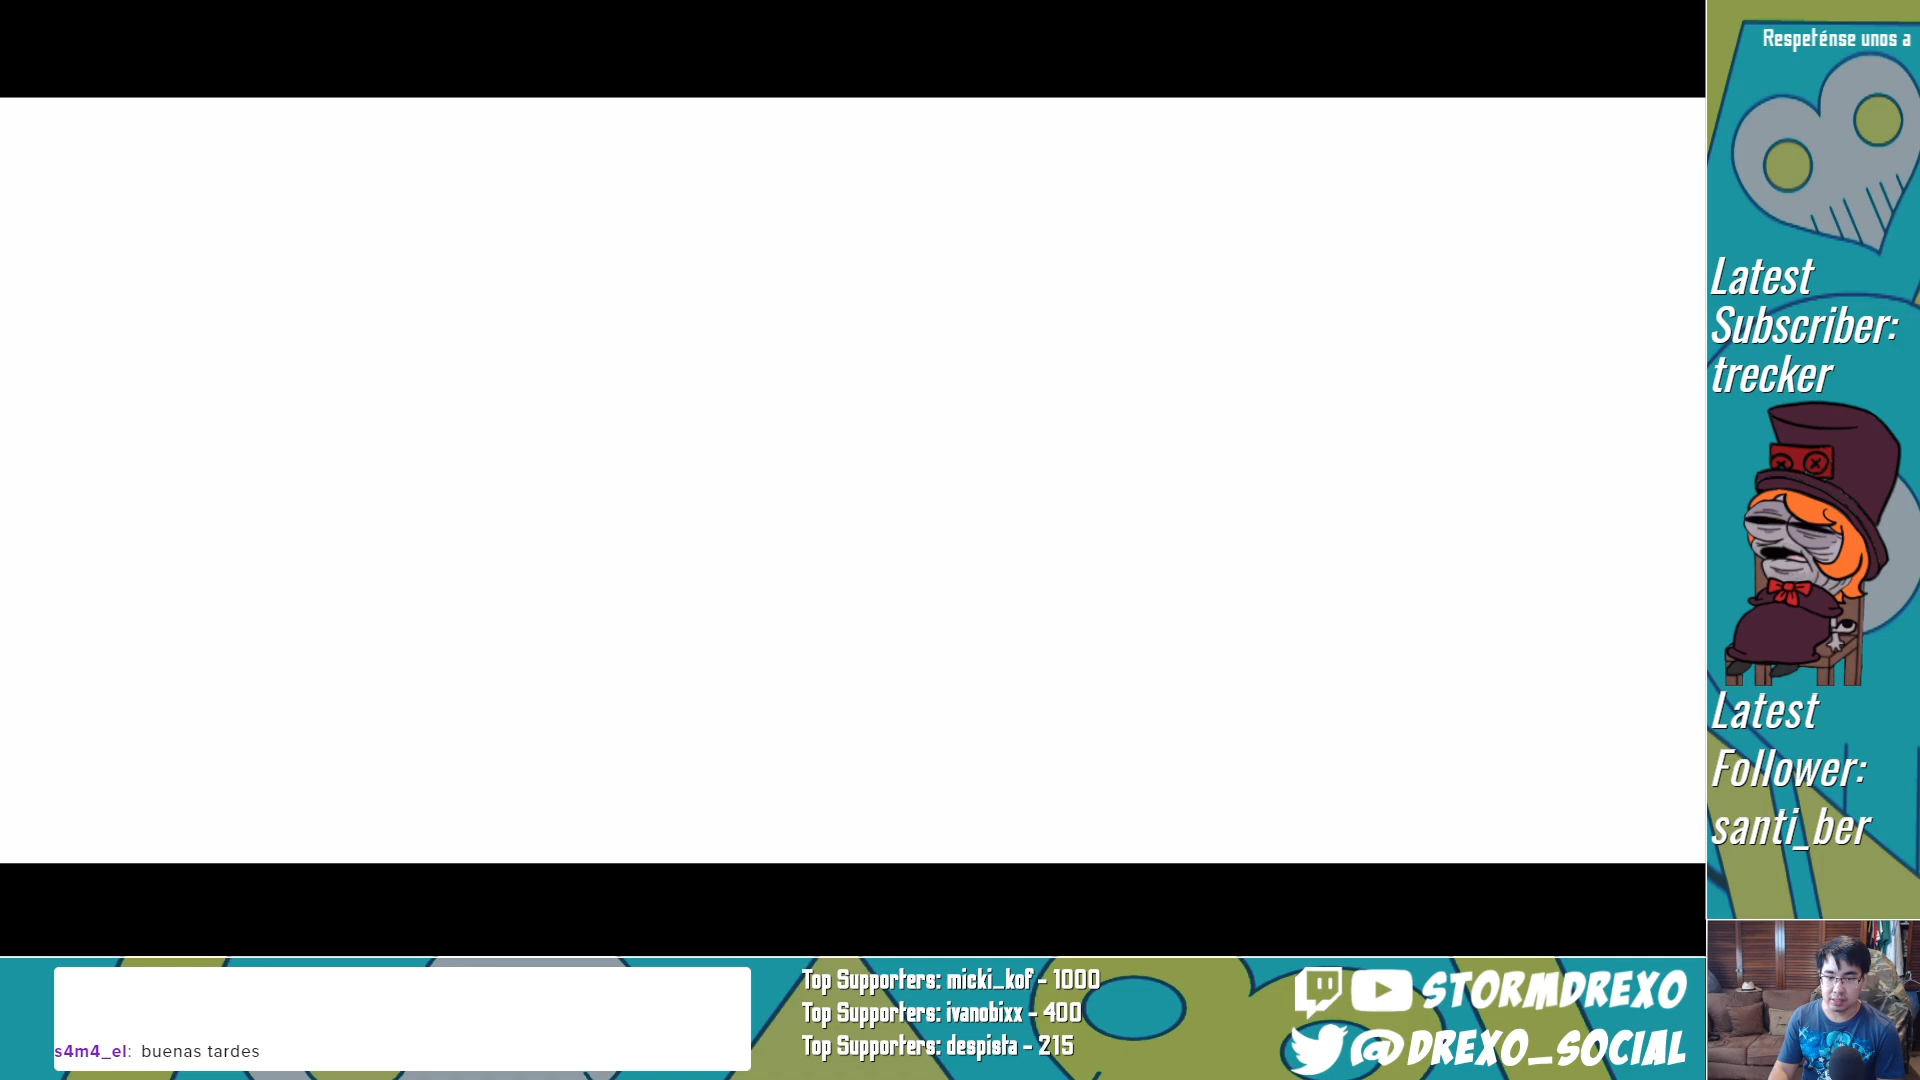 Respeténse unos a
Latest
Subscriber:
trecker
Latest
Follower:
santi_ber
s4m4_el: buenas tardes
Top Supporters: micki_kof - 1000
Top Supporters: ivanobixx - 400
Top Supporters: despista - 215
STORMDREXO
@DREXO_SOCIAL